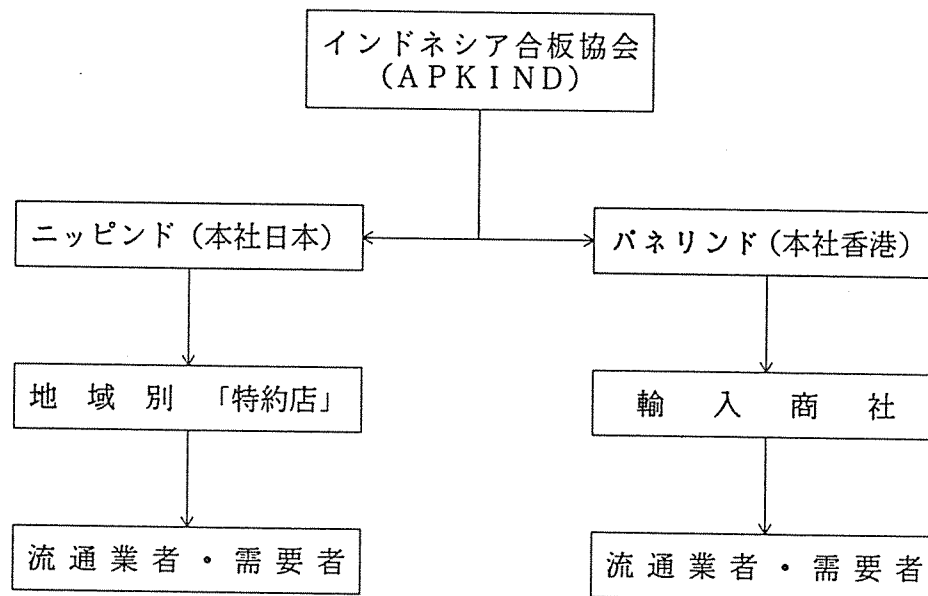 インドネシア合板協会
(APKIND)
ニッピンド(本社日本)
パネリンド(本社香港)
地域別「特約店」
輸入商社
流通業者・需要者
流通業者・需要者